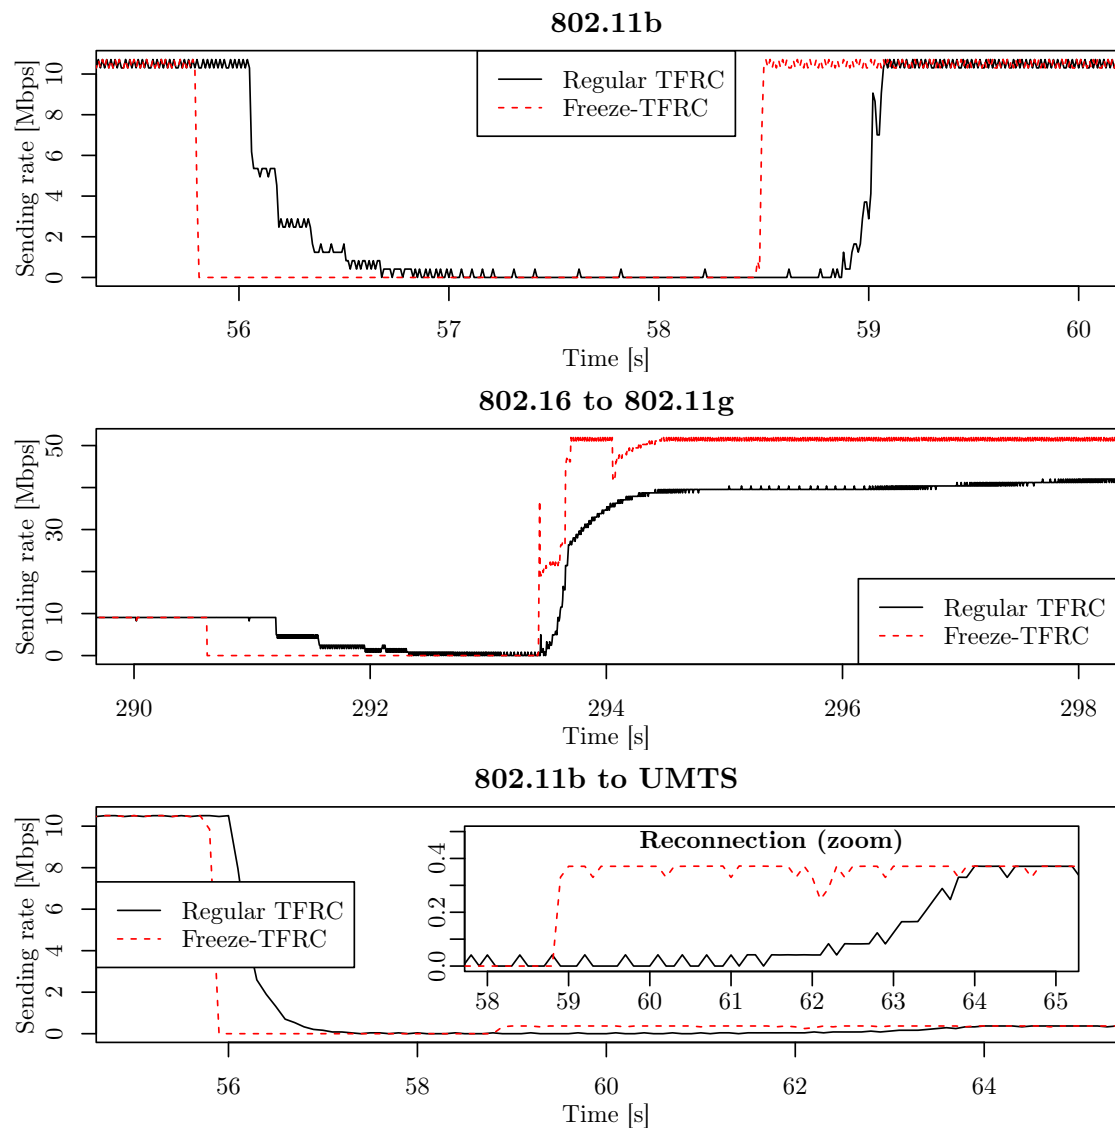 802.11b
Sending rate [Mbps]
0 2 4 6 8 10
Regular TFRC
Freeze-TFRC
56 57 58 59 60
Time [s]
802.16 to 802.11g
Sending rate [Mbps]
0 10 30 50
Regular TFRC
Freeze-TFRC
290 292 294 296 298
Time [s]
802.11b to UMTS
Sending rate [Mbps]
0 2 4 6 8 10
Regular TFRC
Freeze-TFRC
Reconnection (zoom)
0.0 0.2 0.4
58 59 60 61 62 63 64 65
56 58 60 62 64
Time [s]